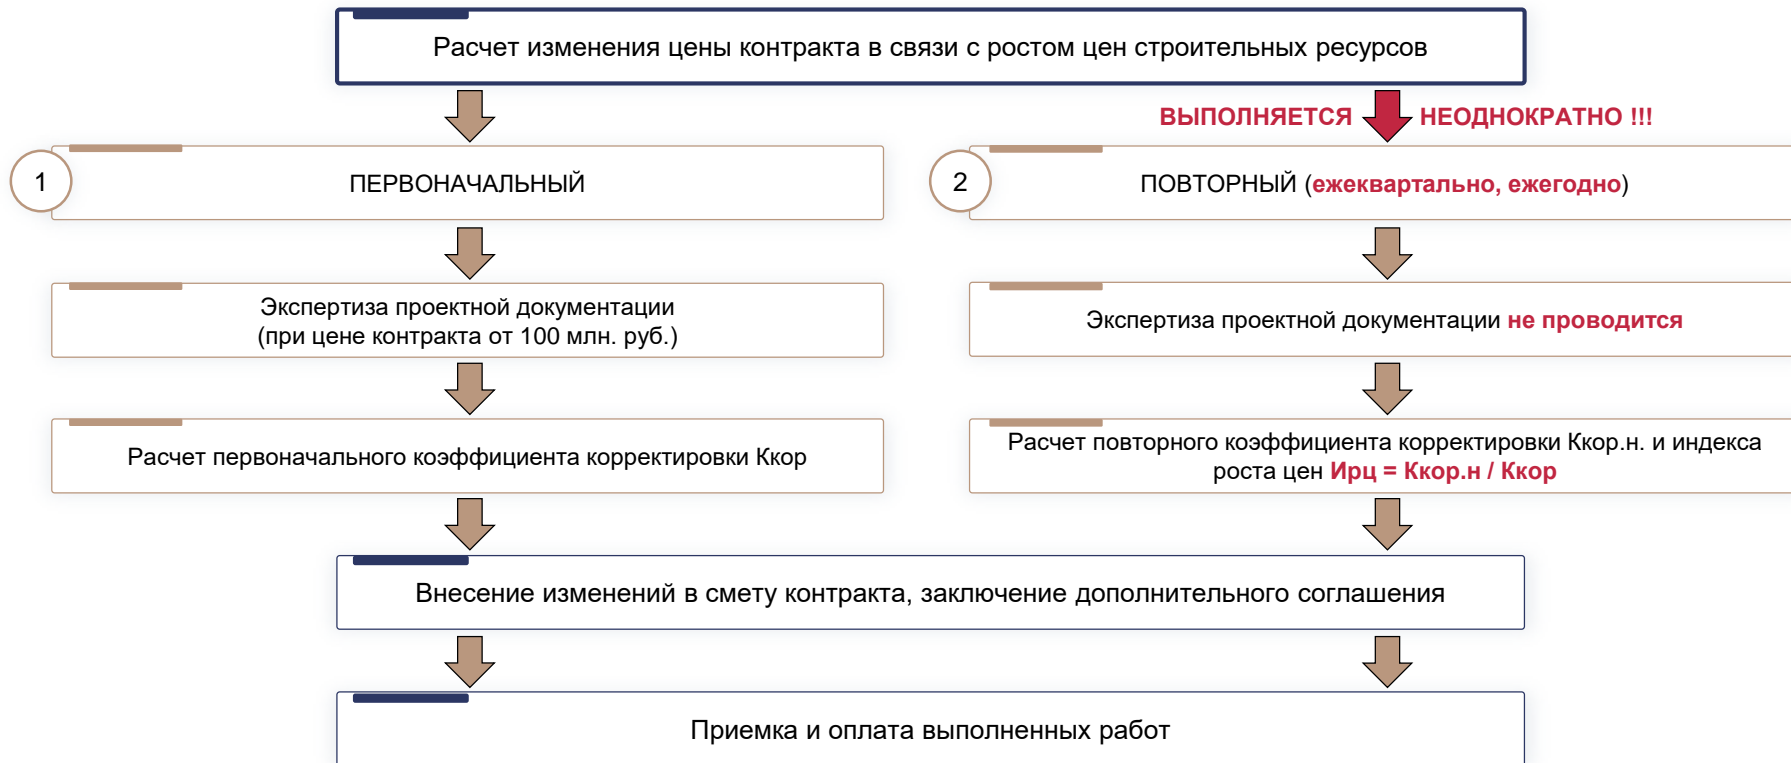 Расчет изменения цены контракта в связи с ростом цен строительных ресурсов
ВЫПОЛНЯЕТСЯ НЕОДНОКРАТНО !!!
1
ПЕРВОНАЧАЛЬНЫЙ
2
ПОВТОРНЫЙ (ежеквартально, ежегодно)
Экспертиза проектной документации
(при цене контракта от 100 млн. руб.)
Экспертиза проектной документации не проводится
Расчет первоначального коэффициента корректировки Ккор
Расчет повторного коэффициента корректировки Ккор.н. и индекса
роста цен Ирц = Ккор.н / Ккор
Внесение изменений в смету контракта, заключение дополнительного соглашения
Приемка и оплата выполненных работ